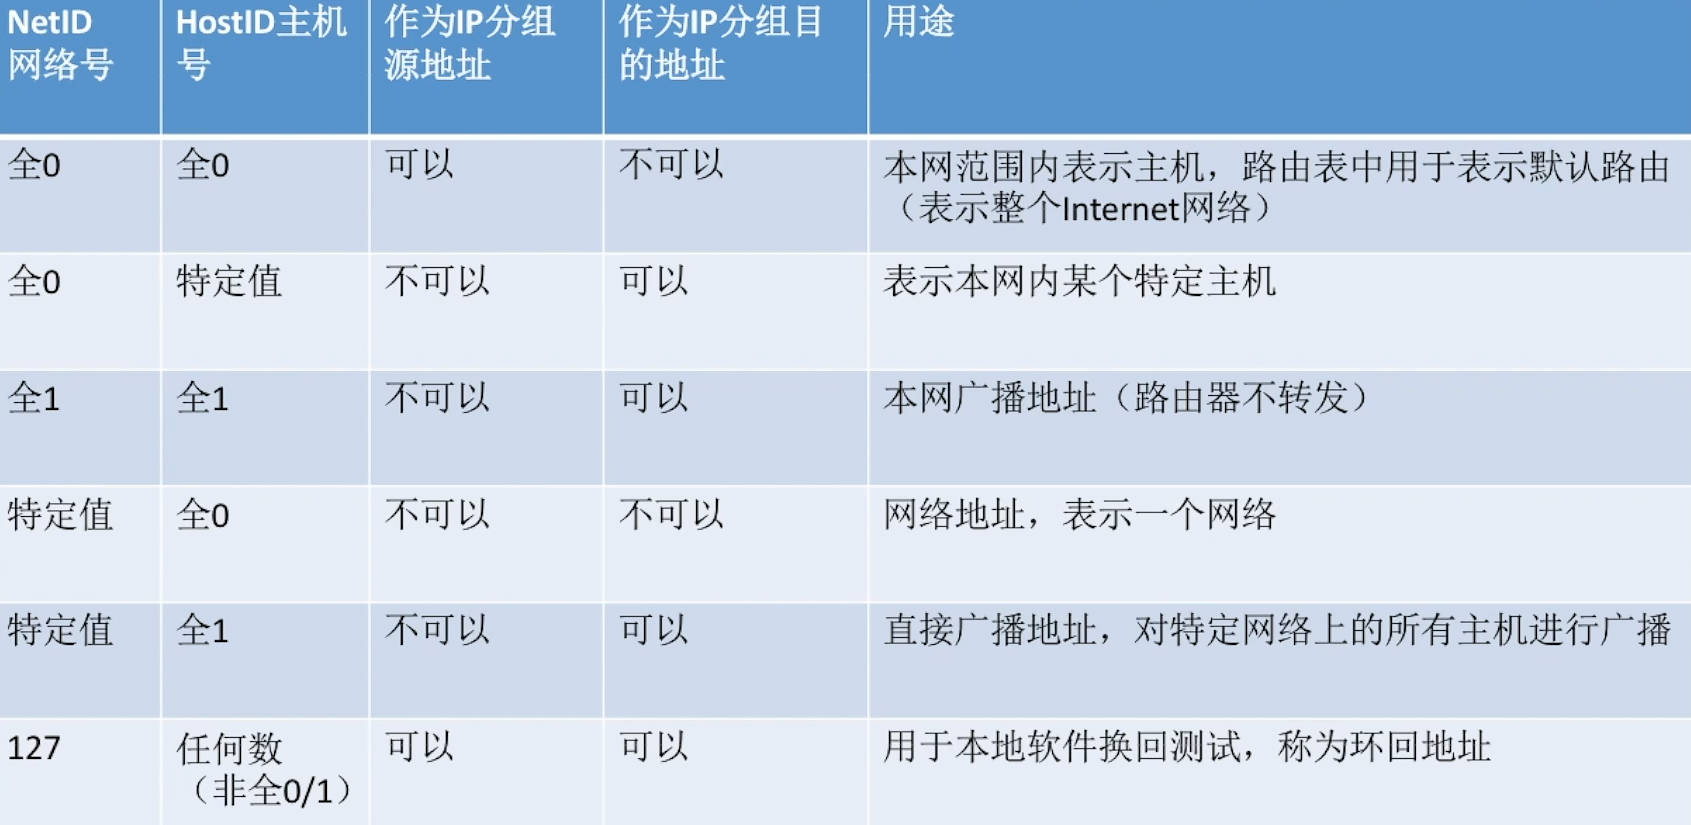 NetID
网络号
HostID主机
号
作为IP分组
源地址
作为IP分组目
的地址
用途
全0
全0
可以
不可以
本网范围内表示主机，路由表中用于表示默认路由
（表示整个Internet网络）
全0
特定值
不可以
可以
表示本网内某个特定主机
全1
全1
不可以
可以
本网广播地址（路由器不转发）
特定值
全0
不可以
不可以
网络地址，表示一个网络
特定值
全1
不可以
可以
直接广播地址，对特定网络上的所有主机进行广播
127
任何数
（非全0/1）
可以
可以
用于本地软件换回测试，称为环回地址